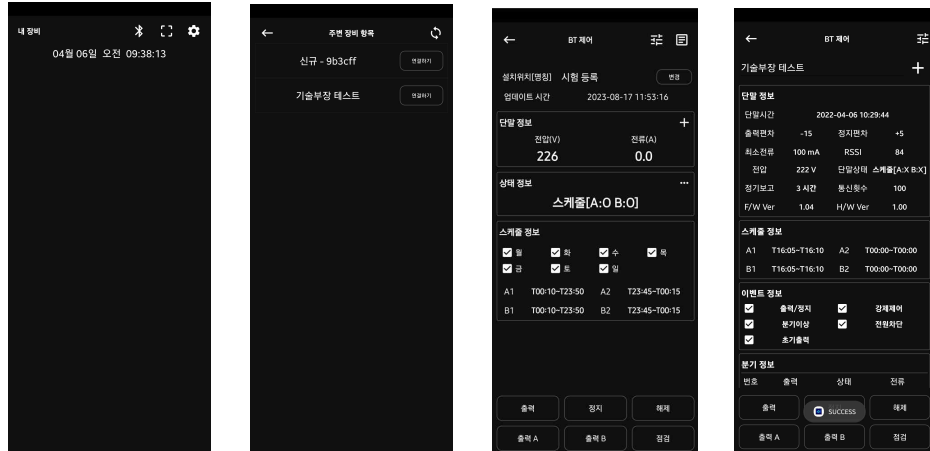 내 장비
04월 06일 오전 09:38:13
주변 장비 항목
신규 - 9b3cff 연결하기
기술부장 테스트 연결하기
BT 제어
설치위치[명칭] 시험 등록 변경
업데이트 시간 2023-08-17 11:53:16
단말 정보 +
전압(V) 전류(A)
226 0.0
상태 정보 ...
스케줄[A:O B:O]
스케줄 정보
월 화 수 목
금 토 일
A1 T00:10~T23:50 A2 T23:45~T00:15
B1 T00:10~T23:50 B2 T23:45~T00:15
출력 정지 해제
출력 A 출력 B 점검
BT 제어
기술부장 테스트 +
단말 정보
단말시간 2022-04-06 10:29:44
출력편차 -15 정지편차 +5
최소전류 100 mA RSSI 84
전압 222 V 단말상태 스케줄[A:X B:X]
정기보고 3 시간 통신횟수 100
F/W Ver 1.04 H/W Ver 1.00
스케줄 정보
A1 T16:05~T16:10 A2 T00:00~T00:00
B1 T16:05~T16:10 B2 T00:00~T00:00
이벤트 정보
출력/정지 강제제어
분기이상 전원차단
초기출력
분기 정보
번호 출력 상태 전류
출력 SUCCESS 해제
출력 A 출력 B 점검